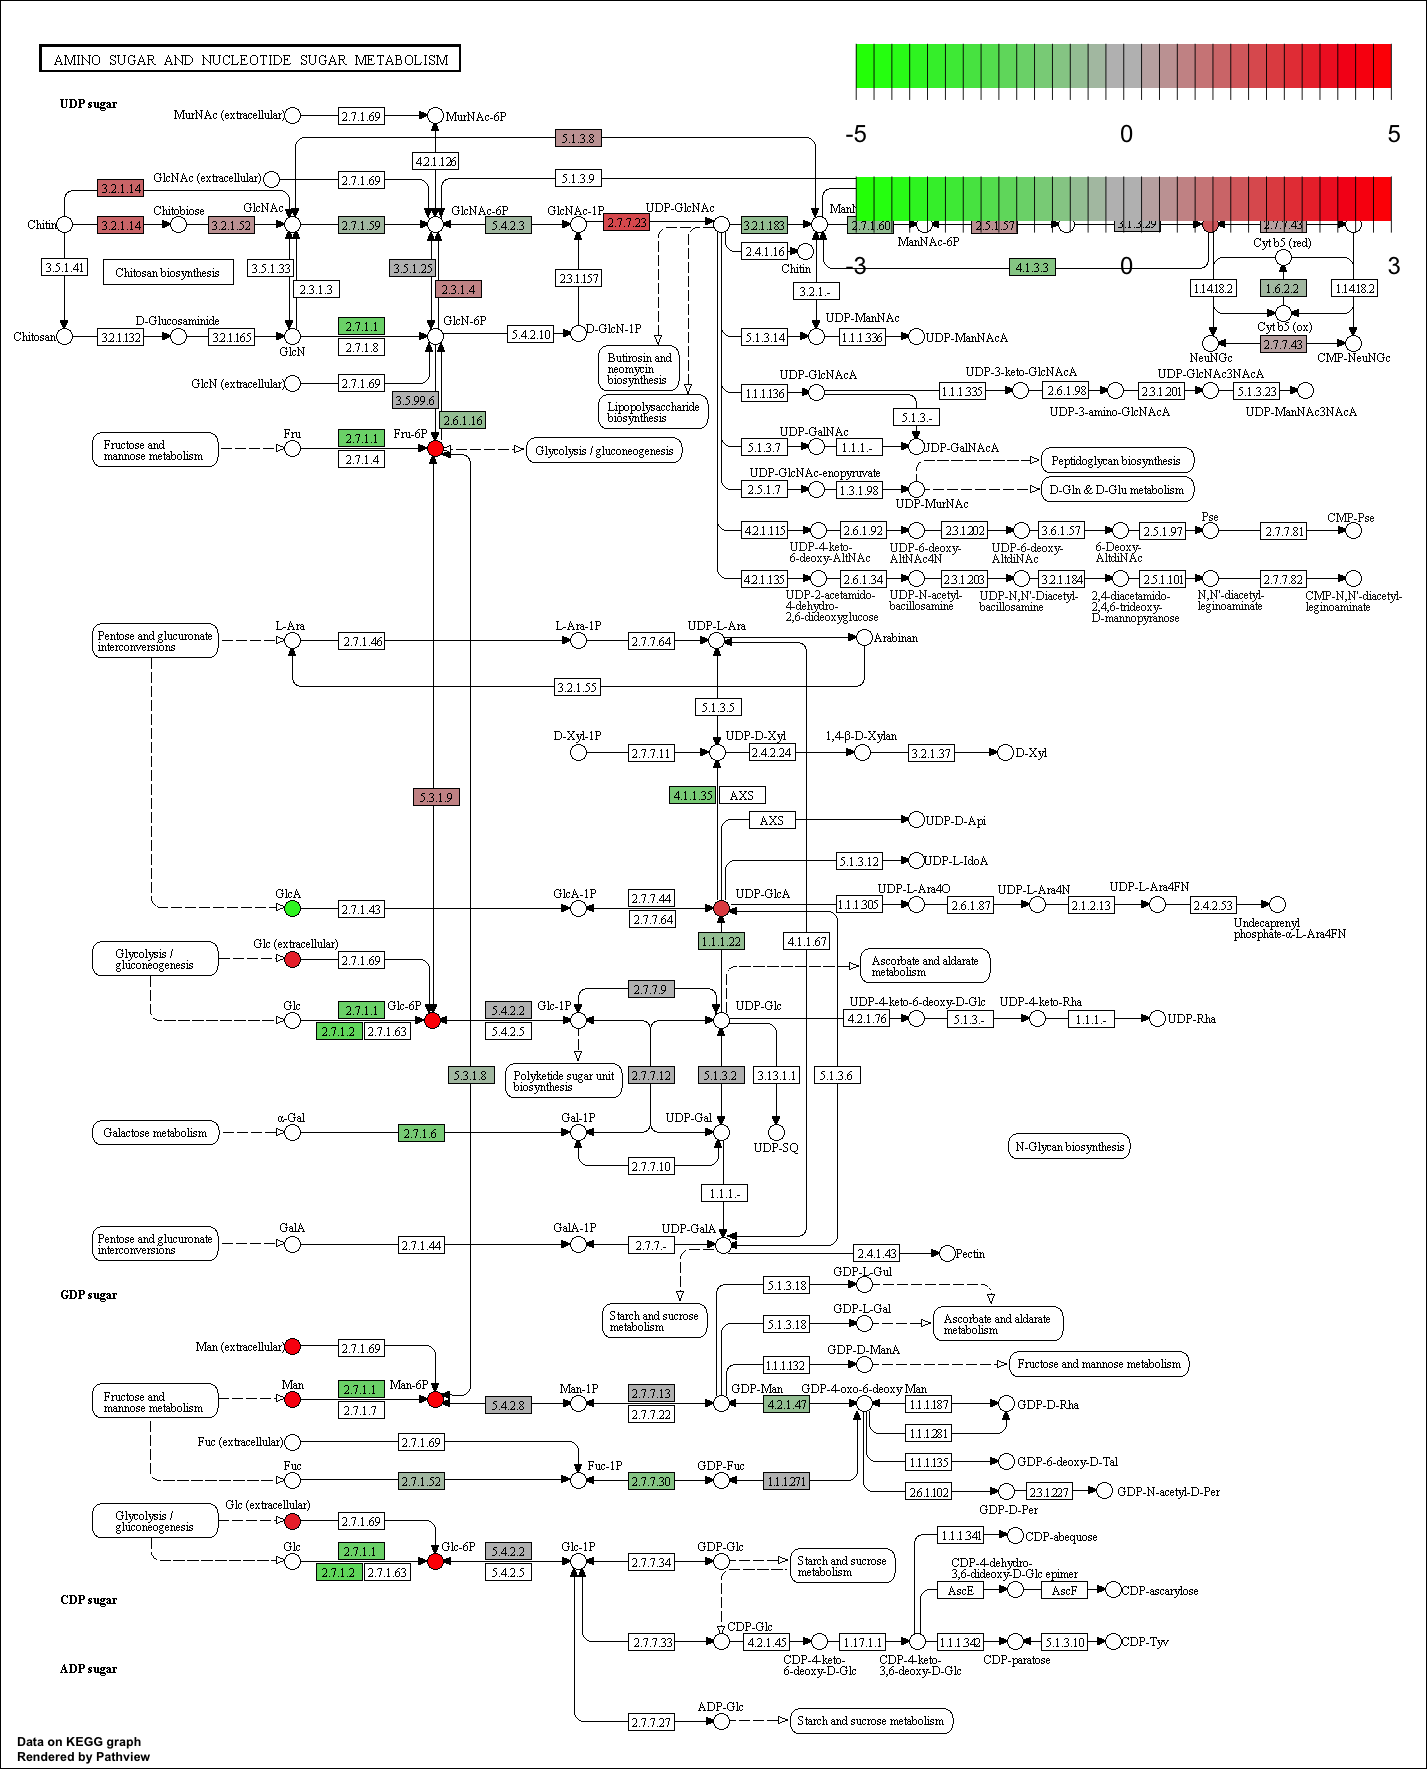 AMINO SUGAR AND NUCLEOTIDE SUGAR METABOLISM
-5 0 5
UDP sugar
MurNAc (extracellular) 2.7.1.69 MurNAc-6P
5.1.3.8
4.2.1.126
GlcNAc (extracellular) 2.7.1.69 5.1.3.9
3.2.1.14
Chitobiose GlcNAc GlcNAc-6P GlcNAc-1P UDP-GlcNAc
Chitin 3.2.1.14 3.2.1.52 2.7.1.59 5.4.2.3 2.7.7.23 3.2.1.183 2.7.1.60 2.5.1.57 3.1.3.29 2.7.7.43
ManNAc-6P
Cyt b5 (red)
2.4.1.16
Chitin
-3 0 3
3.5.1.41 Chitosan biosynthesis 3.5.1.33 3.5.1.25 2.3.1.157 4.1.3.3
2.3.1.3 2.3.1.4 3.2.1.- 1.14.18.2 1.6.2.2 1.14.18.2
D-Glucosaminide GlcN-6P UDP-ManNAc Cyt b5 (ox)
Chitosan 3.2.1.132 3.2.1.165 2.7.1.1 5.4.2.10 D-GlcN-1P 5.1.3.14 1.1.1.336 UDP-ManNAcA
GlcN 2.7.1.8 2.7.7.43
NeuNGc CMP-NeuNGc
Butirosin and
neomycin
biosynthesis
GlcN (extracellular) 2.7.1.69
UDP-GlcNAcA UDP-3-keto-GlcNAcA UDP-GlcNAc3NAcA
1.1.1.136 1.1.1.335 2.6.1.98 2.3.1.201 5.1.3.23
UDP-3-amino-GlcNAcA UDP-ManNAc3NAcA
3.5.99.6
2.6.1.16
Lipopolysaccharide
biosynthesis
5.1.3.-
Fructose and
mannose metabolism
Fru 2.7.1.1 Fru-6P
2.7.1.4
Glycolysis / gluconeogenesis
UDP-GalNAc
5.1.3.7 1.1.1.- UDP-GalNAcA
Peptidoglycan biosynthesis
UDP-GlcNAc-enopyruvate
2.5.1.7 1.3.1.98 D-Gln & D-Glu metabolism
UDP-MurNAc
Pse CMP-Pse
4.2.1.115 2.6.1.92 2.3.1.202 3.6.1.57 2.5.1.97 2.7.7.81
UDP-4-keto-
6-deoxy-AltNAc
UDP-6-deoxy-
AltNAc4N
UDP-6-deoxy-
AltdiNAc
6-Deoxy-
AltdiNAc
4.2.1.135 2.6.1.34 2.3.1.203 3.2.1.184 2.5.1.101 2.7.7.82
UDP-2-acetamido-
4-dehydro-
2,6-dideoxyglucose
UDP-N-acetyl-
bacillosamine
UDP-N,N'-Diacetyl-
bacillosamine
2,4-diacetamido-
2,4,6-trideoxy-
D-mannopyranose
N,N'-diacetyl-
leginoaminate
CMP-N,N'-diacetyl-
leginoaminate
Pentose and glucuronate
interconversions
L-Ara 2.7.1.46 L-Ara-1P 2.7.7.64 UDP-L-Ara Arabinan
3.2.1.55
5.1.3.5
D-Xyl-1P 2.7.7.11 UDP-D-Xyl 2.4.2.24 1,4-β-D-Xylan 3.2.1.37 D-Xyl
5.3.1.9 4.1.1.35 AXS
AXS UDP-D-Api
5.1.3.12 UDP-L-IdoA
GlcA 2.7.1.43 GlcA-1P 2.7.7.44 UDP-GlcA
2.7.7.64
UDP-L-Ara4O UDP-L-Ara4N UDP-L-Ara4FN
1.1.1.305 2.6.1.87 2.1.2.13 2.4.2.53
Undecaprenyl
phosphate-α-L-Ara4FN
1.1.1.22 4.1.1.67
Glycolysis /
gluconeogenesis
Glc (extracellular) 2.7.1.69
Ascorbate and aldarate
metabolism
2.7.7.9
Glc 2.7.1.1 Glc-6P 5.4.2.2 Glc-1P UDP-Glc
2.7.1.2 2.7.1.63 5.4.2.5
UDP-4-keto-6-deoxy-D-Glc UDP-4-keto-Rha
4.2.1.76 5.1.3.- 1.1.1.- UDP-Rha
5.3.1.8
Polyketide sugar unit
biosynthesis
2.7.7.12 5.1.3.2 3.13.1.1 5.1.3.6
Galactose metabolism α-Gal 2.7.1.6 Gal-1P UDP-Gal
UDP-SQ
N-Glycan biosynthesis
2.7.7.10
1.1.1.-
Pentose and glucuronate
interconversions
GalA 2.7.1.44 GalA-1P 2.7.7.- UDP-GalA
2.4.1.43 Pectin
GDP sugar
GDP-L-Gul
5.1.3.18
Starch and sucrose
metabolism
GDP-L-Gal
5.1.3.18
Ascorbate and aldarate
metabolism
Man (extracellular) 2.7.1.69
GDP-D-ManA
1.1.1.132 Fructose and mannose metabolism
Fructose and
mannose metabolism
Man 2.7.1.1 Man-6P 5.4.2.8 Man-1P 2.7.7.13 GDP-Man 4.2.1.47 GDP-4-oxo-6-deoxy Man 1.1.1.187 GDP-D-Rha
2.7.1.7 2.7.7.22
1.1.1.281
Fuc (extracellular) 2.7.1.69
1.1.1.135 GDP-6-deoxy-D-Tal
Fuc 2.7.1.52 Fuc-1P 2.7.7.30 GDP-Fuc 1.1.1.271
2.6.1.102 2.3.1.227 GDP-N-acetyl-D-Per
GDP-D-Per
Glycolysis /
gluconeogenesis
Glc (extracellular) 2.7.1.69
1.1.1.341 CDP-abequose
Glc 2.7.1.1 Glc-6P 5.4.2.2 Glc-1P 2.7.7.34 GDP-Glc
2.7.1.2 2.7.1.63 5.4.2.5
Starch and sucrose
metabolism
CDP-4-dehydro-
3,6-dideoxy-D-Glc epimer
AscE AscF CDP-ascarylose
CDP sugar
CDP-Glc
2.7.7.33 4.2.1.45 1.17.1.1 1.1.1.342 5.1.3.10 CDP-Tyv
CDP-4-keto-
6-deoxy-D-Glc
CDP-4-keto-
3,6-deoxy-D-Glc
CDP-paratose
ADP sugar
ADP-Glc
2.7.7.27 Starch and sucrose metabolism
Data on KEGG graph
Rendered by Pathview